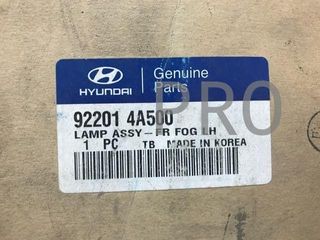 HYUNDAI
Genuine
Parts
PRO
92201 4A500
LAMP ASSY-FR FOG LH
1 PC TB MADE IN KOREA